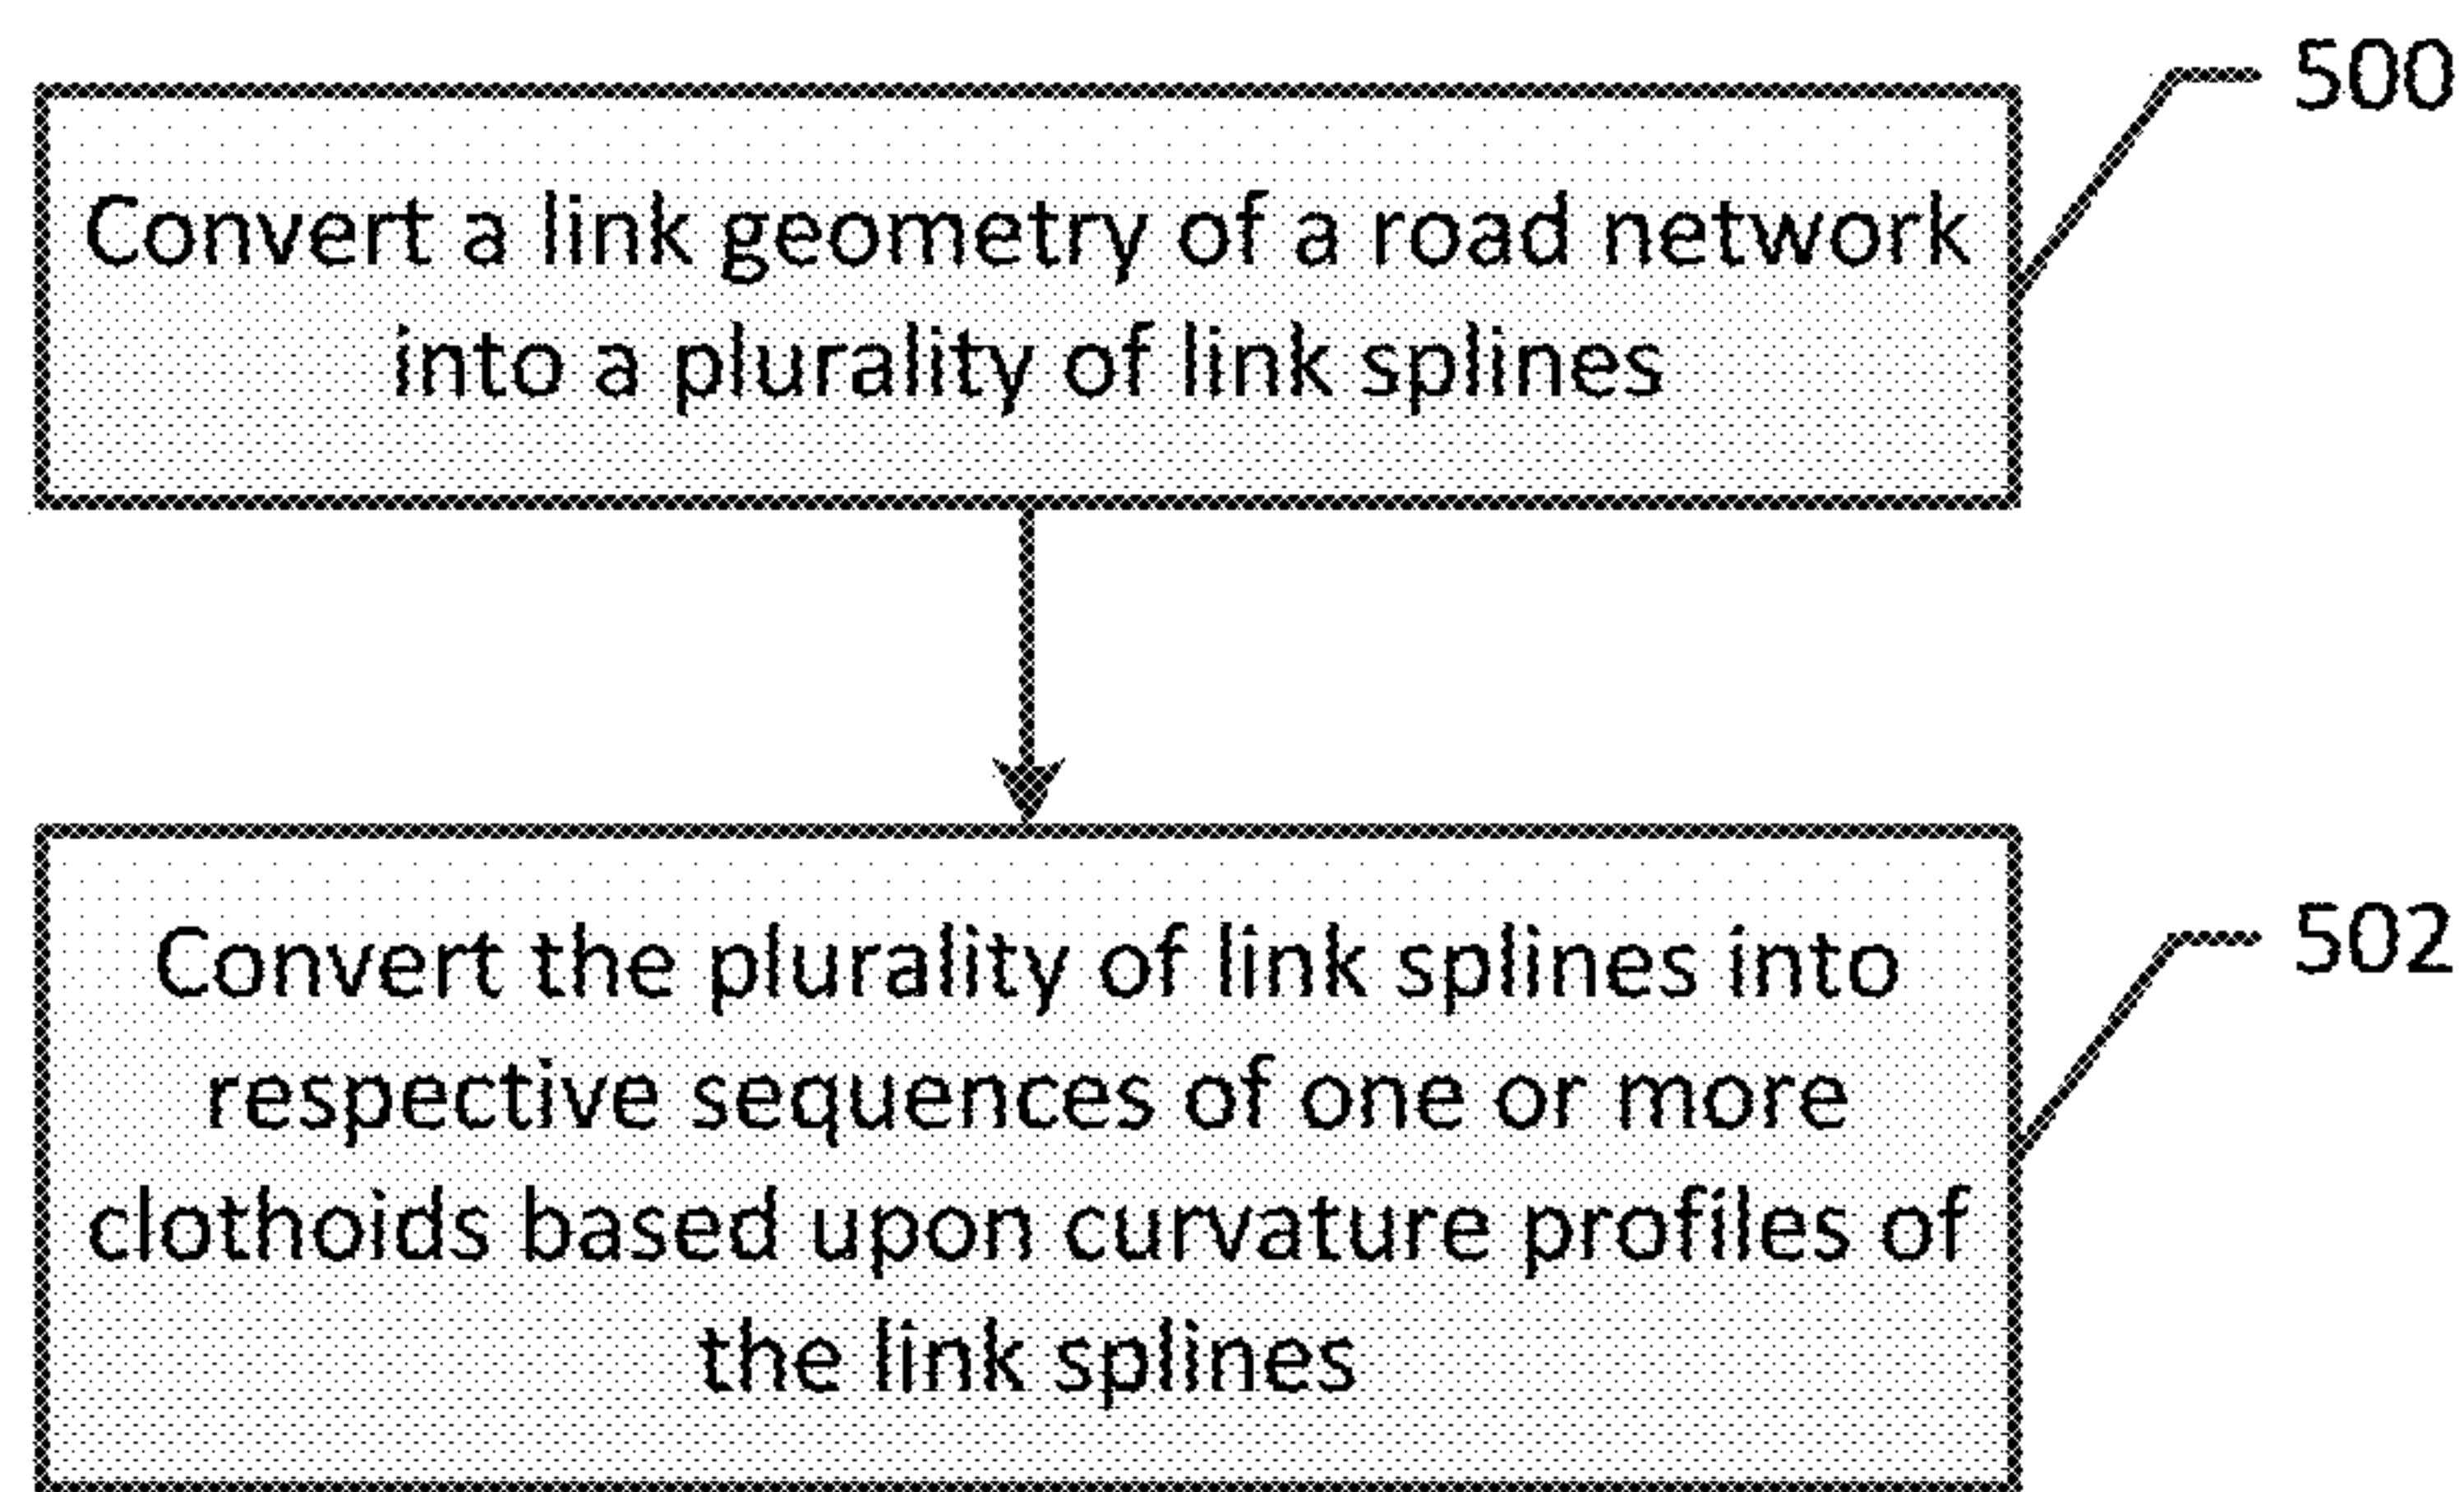 500
Convert a link geometry of a road network
into a plurality of link splines
502
Convert the plurality of link splines into
respective sequences of one or more
clothoids based upon curvature profiles of
the link splines